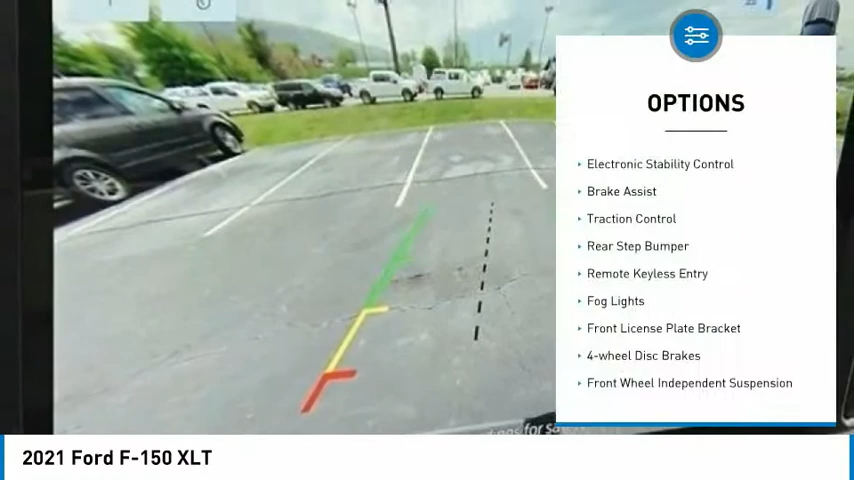 OPTIONS
Electronic Stability Control
Brake Assist
Traction Control
Rear Step Bumper
Remote Keyless Entry
Fog Lights
Front License Plate Bracket
4-wheel Disc Brakes
Front Wheel Independent Suspension
for
2021 Ford F-150 XLT